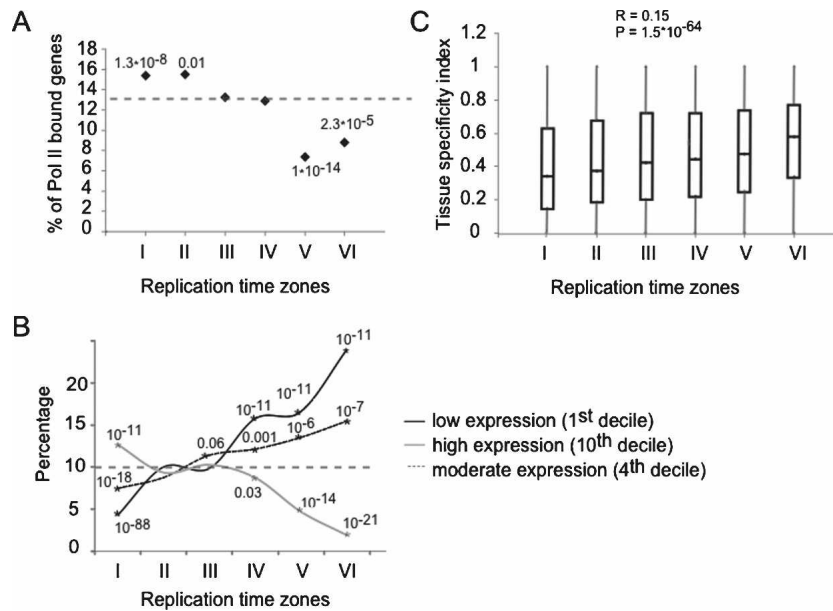 A
% of Pol II bound genes
18
16
14
12
10
8
6
4
2
0
1.3*10-8
0.01
1*10-14
2.3*10-5
I II III IV V VI
Replication time zones
C
R = 0.15
P = 1.5*10-64
Tissue specificity index
1.2
1
0.8
0.6
0.4
0.2
0
I II III IV V VI
Replication time zones
B
Percentage
20
15
10
5
0
10-11
10-18
10-88
0.06
10-11
0.001
0.03
10-11
10-6
10-14
10-11
10-7
10-21
I II III IV V VI
Replication time zones
low expression (1st decile)
high expression (10th decile)
moderate expression (4th decile)